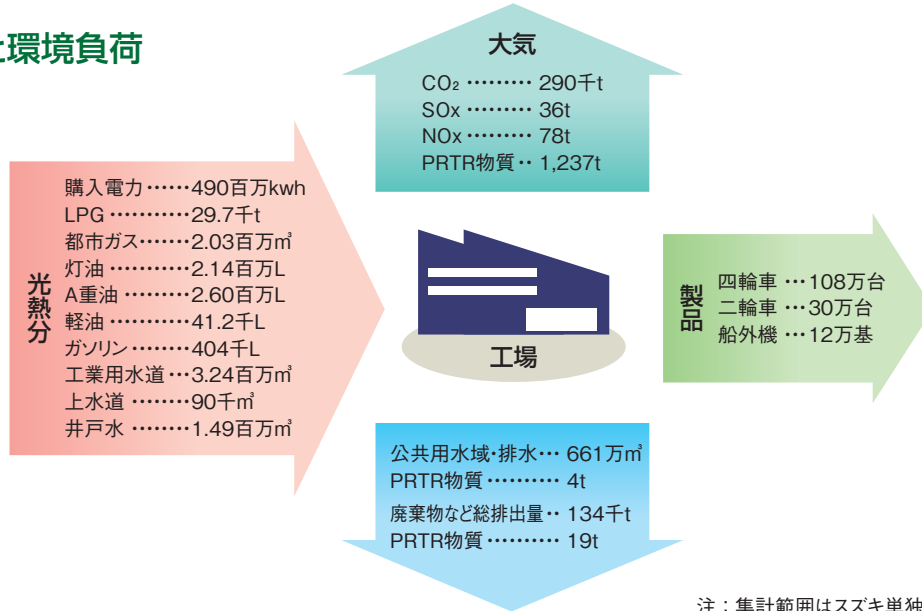 環境負荷
大気
CO₂ ……… 290千t
SOx ……… 36t
NOx ……… 78t
PRTR物質‥ 1,237t
光熱分
購入電力……490百万kwh
LPG …………29.7千t
都市ガス……2.03百万㎥
灯油 …………2.14百万L
A重油 ………2.60百万L
軽油 …………41.2千L
ガソリン………404千L
工業用水道…3.24百万㎥
上水道 ………90千㎥
井戸水 ………1.49百万㎥
工場
製品
四輪車 …108万台
二輪車 …30万台
船外機 …12万基
公共用水域・排水… 661万㎥
PRTR物質………… 4t
廃棄物など総排出量‥ 134千t
PRTR物質………… 19t
注：集計範囲はスズキ単独